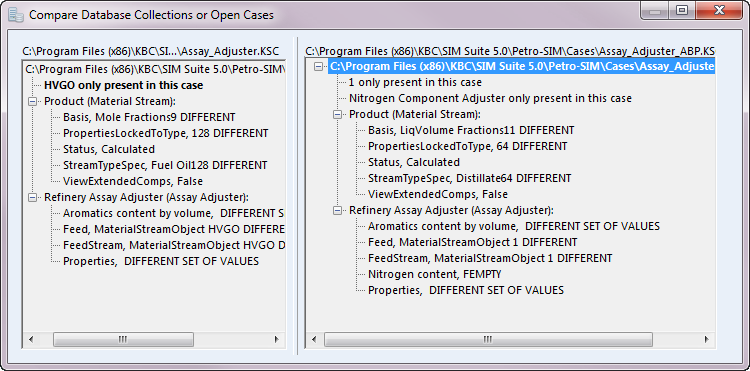 Compare Database Collections or Open Cases
C:\Program Files (x86)\KBC\SI...\Assay_Adjuster.KSC
C:\Program Files (x86)\KBC\SIM Suite 5.0\Petro-SIM\
HVGO only present in this case
Product (Material Stream):
Basis, Mole Fractions9 DIFFERENT
PropertiesLockedToType, 128 DIFFERENT
Status, Calculated
StreamTypeSpec, Fuel Oil128 DIFFERENT
ViewExtendedComps, False
Refinery Assay Adjuster (Assay Adjuster):
Aromatics content by volume, DIFFERENT S
Feed, MaterialStreamObject HVGO DIFFERE
FeedStream, MaterialStreamObject HVGO D
Properties, DIFFERENT SET OF VALUES
C:\Program Files (x86)\KBC\SIM Suite 5.0\Petro-SIM\Cases\Assay_Adjuster_ABP.KS
C:\Program Files (x86)\KBC\SIM Suite 5.0\Petro-SIM\Cases\Assay_Adjuste
1 only present in this case
Nitrogen Component Adjuster only present in this case
Product (Material Stream):
Basis, LiqVolume Fractions11 DIFFERENT
PropertiesLockedToType, 64 DIFFERENT
Status, Calculated
StreamTypeSpec, Distillate64 DIFFERENT
ViewExtendedComps, False
Refinery Assay Adjuster (Assay Adjuster):
Aromatics content by volume, DIFFERENT SET OF VALUES
Feed, MaterialStreamObject 1 DIFFERENT
FeedStream, MaterialStreamObject 1 DIFFERENT
Nitrogen content, FEMPTY
Properties, DIFFERENT SET OF VALUES